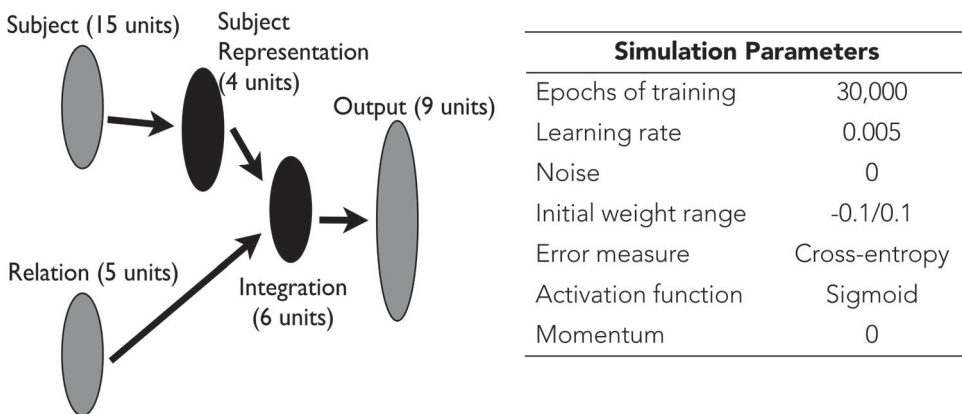 Subject (15 units)
Subject
Representation
(4 units)
Output (9 units)
Relation (5 units)
Integration
(6 units)
Simulation Parameters
Epochs of training 30,000
Learning rate 0.005
Noise 0
Initial weight range -0.1/0.1
Error measure Cross-entropy
Activation function Sigmoid
Momentum 0